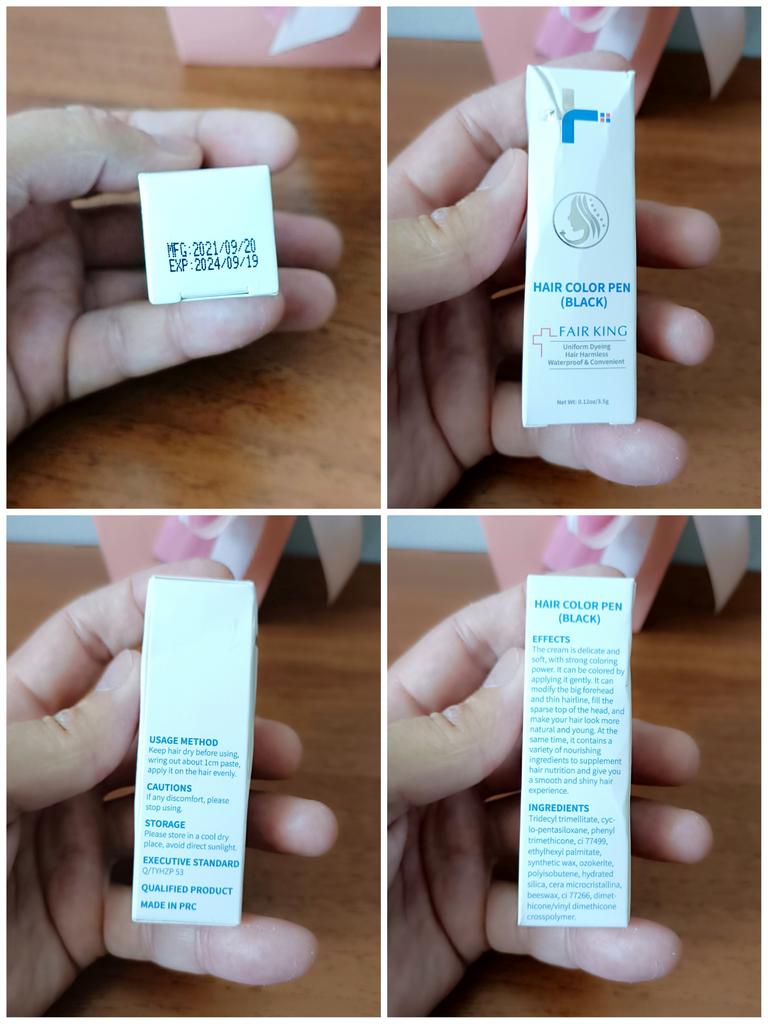 MFG:2021/09/20
EXP:2024/09/19
HAIR COLOR PEN
(BLACK)
FAIR KING
Uniform Dyeing
Hair Harmless
Waterproof & Convenient
Net Wt: 0.12oz/3.5g
USAGE METHOD
Keep hair dry before using,
wring out about 1cm paste,
apply it on the hair evenly.
CAUTIONS
If any discomfort, please
stop using.
STORAGE
Please store in a cool dry
place, avoid direct sunlight.
EXECUTIVE STANDARD
Q/TYHZP 53
QUALIFIED PRODUCT
MADE IN PRC
HAIR COLOR PEN
(BLACK)
EFFECTS
The cream is delicate and
soft, with strong coloring
power. It can be colored by
applying it gently. It can
modify the big forehead
and thin hairline, fill the
sparse top of the head, and
make your hair look more
natural and young. At the
same time, it contains a
variety of nourishing
ingredients to supplement
hair nutrition and give you
a smooth and shiny hair
experience.
INGREDIENTS
Tridecyl trimellitate, cyc-
lo-pentasiloxane, phenyl
trimethicone, ci 77499,
ethylhexyl palmitate,
synthetic wax, ozokerite,
polyisobutene, hydrated
silica, cera microcristallina,
beeswax, ci 77266, dimet-
hicone/vinyl dimethicone
crosspolymer.